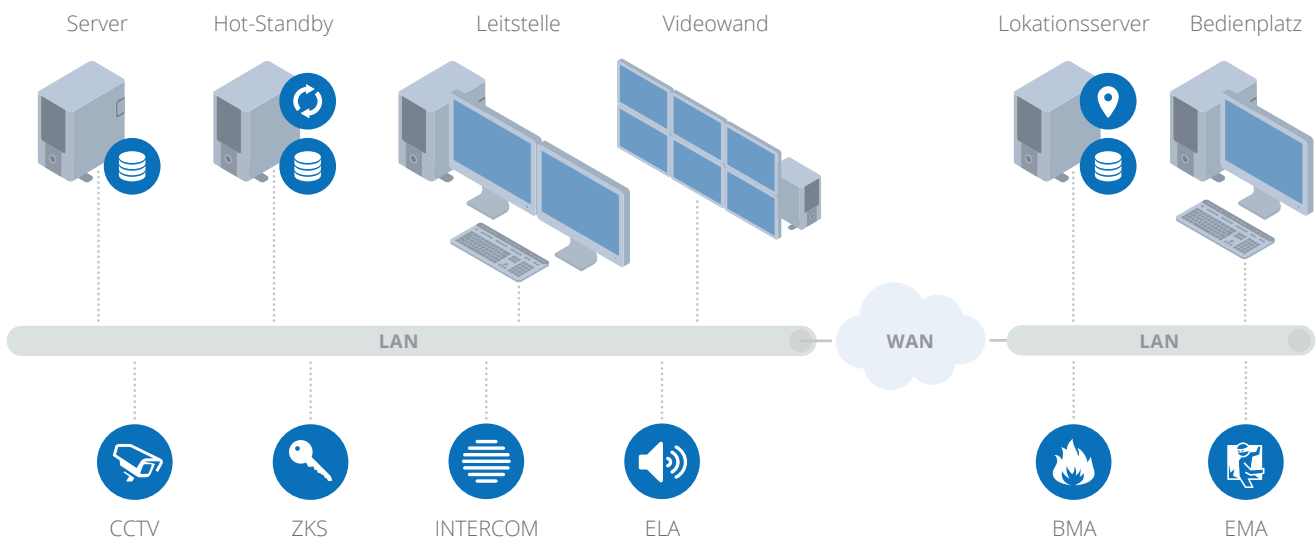 Server
Hot-Standby
Leitstelle
Videowand
Lokationsserver
Bedienplatz
LAN
WAN
LAN
CCTV
ZKS
INTERCOM
ELA
BMA
EMA